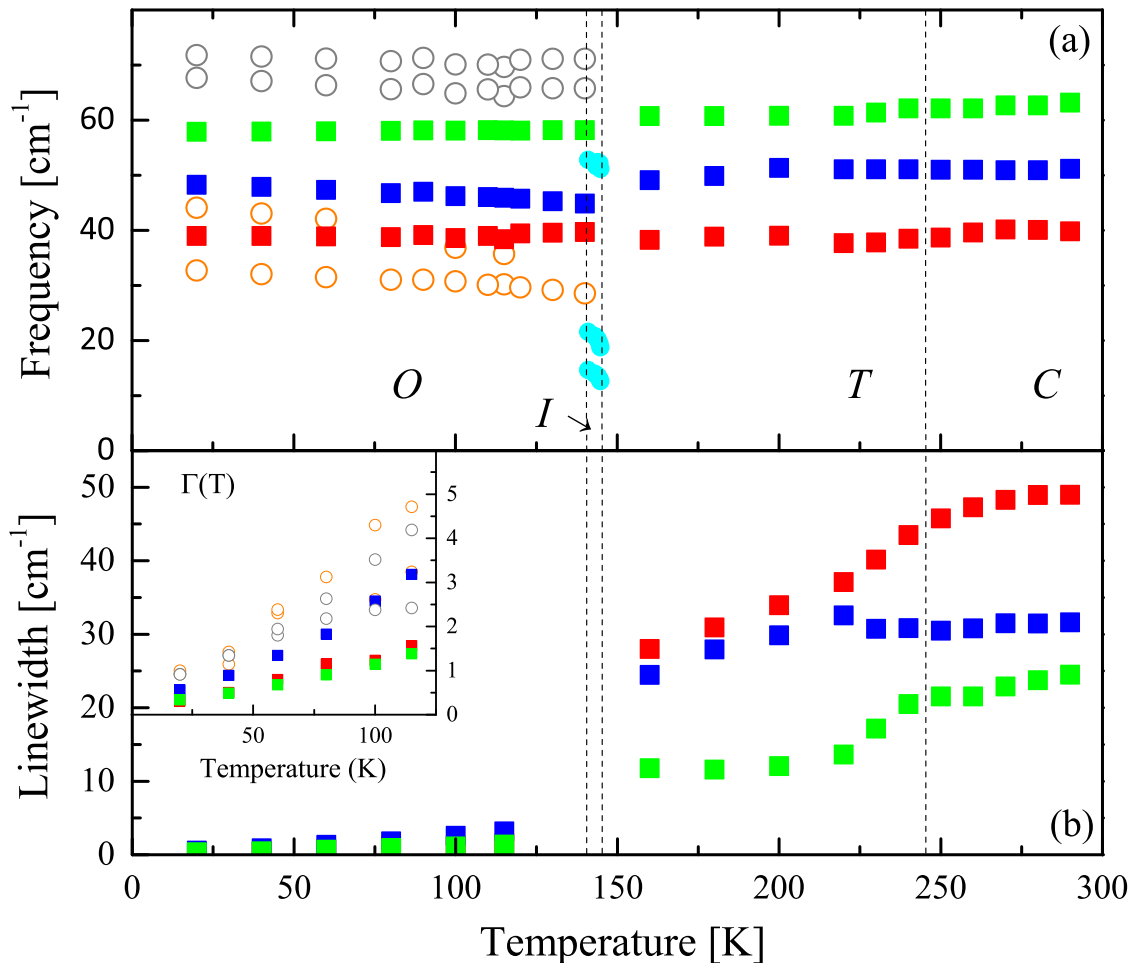 (a)
Frequency [cm⁻¹]
60
40
20
0
O
I
T
C
Linewidth [cm⁻¹]
50
40
30
20
10
0
Γ(T)
5
4
3
2
1
0
50 100
Temperature (K)
(b)
0 50 100 150 200 250 300
Temperature [K]